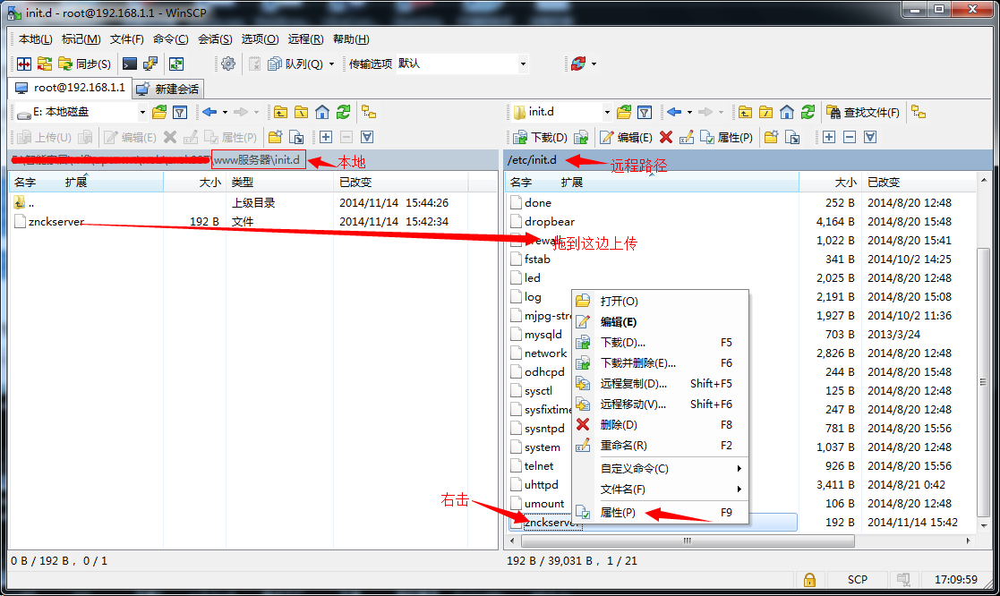 init.d - root@192.168.1.1 - WinSCP
本地(L) 标记(M) 文件(F) 命令(C) 会话(S) 选项(O) 远程(R) 帮助(H)
同步(S) 队列(Q) 传输选项 默认
root@192.168.1.1 新建会话
E: 本地磁盘 init.d 查找文件(F)
上传(U) 编辑(E) 属性(P) 下载(D) 编辑(E) 属性(P)
www服务器\init.d 本地 /etc/init.d 远程路径
名字 扩展 大小 类型 已改变 名字 扩展 大小 已改变
.. 上级目录 2014/11/14 15:44:26
znckserver 192 B 文件 2014/11/14 15:42:34
拖到这边上传
done 252 B 2014/8/20 12:48
dropbear 4,164 B 2014/8/20 15:48
1,022 B 2014/8/20 15:41
fstab 341 B 2014/10/2 14:25
led 2,025 B 2014/8/20 12:48
log 2,191 B 2014/8/20 15:08
mjpg-str 1,927 B 2014/10/2 11:36
mysqld 703 B 2013/3/24
network 2,826 B 2014/8/20 12:48
odhcpd 244 B 2014/8/20 15:48
sysctl 125 B 2014/8/20 12:48
sysfixtime 247 B 2014/8/20 12:48
sysntpd 781 B 2014/8/20 15:56
system 1,037 B 2014/8/20 12:48
telnet 926 B 2014/8/20 15:56
uhttpd 3,411 B 2014/8/21 0:42
umount 106 B 2014/8/20 12:48
znckserver 192 B 2014/11/14 15:42
打开(O)
编辑(E)
下载(D)... F5
下载并删除(E)... F6
远程复制(D)... Shift+F5
远程移动(V)... Shift+F6
删除(D) F8
重命名(R) F2
自定义命令(C)
文件名(F)
属性(P) F9
右击
0 B / 192 B， 0 / 1 192 B / 39,031 B， 1 / 21
SCP 17:09:59